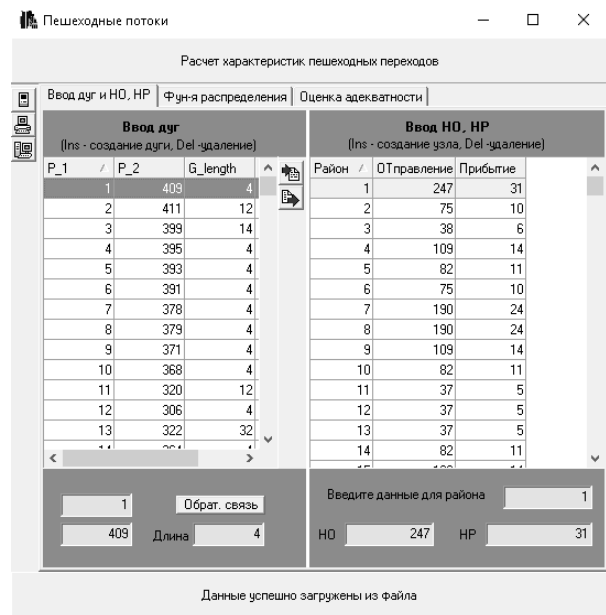 Пешеходные потоки
Расчет характеристик пешеходных переходов
Ввод дуг и НО, НР Фун-я распределения Оценка адекватности
Ввод дуг
(Ins - создание дуги, Del -удаление)
P_1 P_2 G_length
1 409 4
2 411 12
3 399 14
4 395 4
5 393 4
6 391 4
7 378 4
8 379 4
9 371 4
10 368 4
11 320 12
12 306 4
13 322 32
1 409
Обрат. связь
Длина 4
Ввод НО, НР
(Ins - создание узла, Del -удаление)
Район ОТправление Прибытие
1 247 31
2 75 10
3 38 6
4 109 14
5 82 11
6 75 10
7 190 24
8 190 24
9 109 14
10 82 11
11 37 5
12 37 5
13 37 5
14 82 11
Введите данные для района 1
НО 247 НР 31
Данные успешно загружены из файла